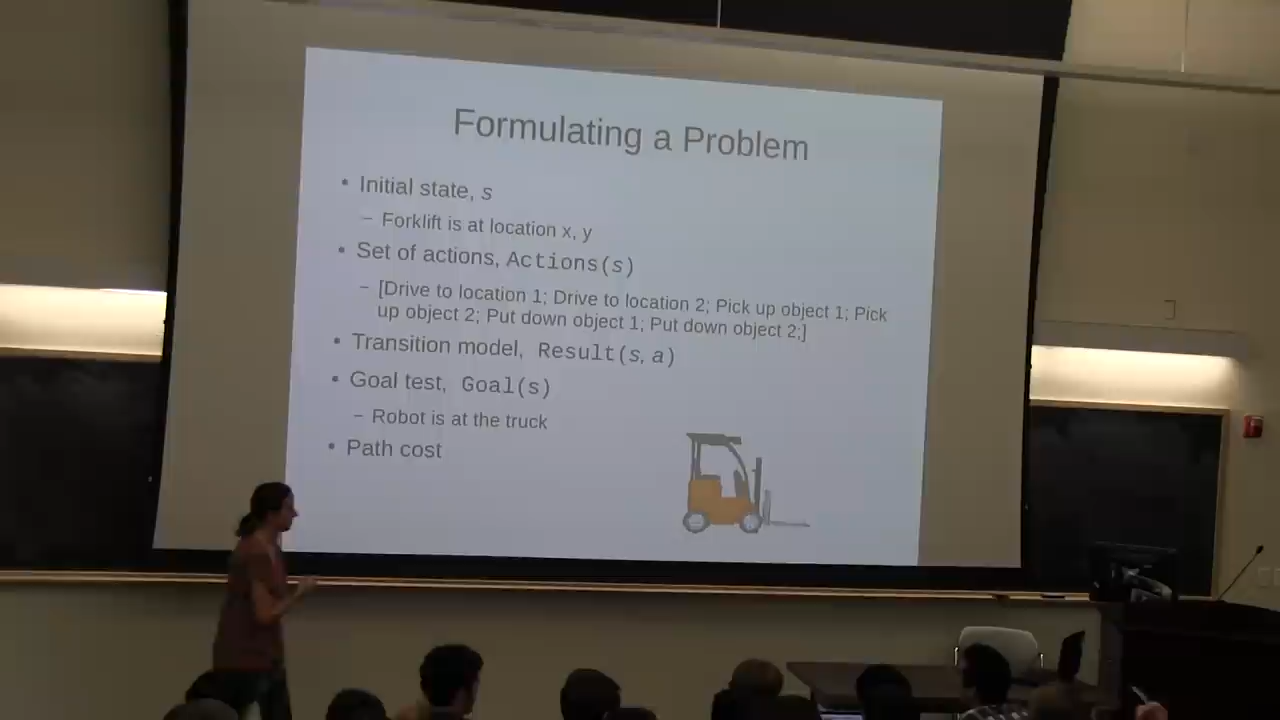 Formulating a Problem
• Initial state, s
– Forklift is at location x, y
• Set of actions, Actions(s)
– [Drive to location 1; Drive to location 2; Pick up object 1; Pick
up object 2; Put down object 1; Put down object 2;]
• Transition model, Result(s, a)
• Goal test, Goal(s)
– Robot is at the truck
• Path cost